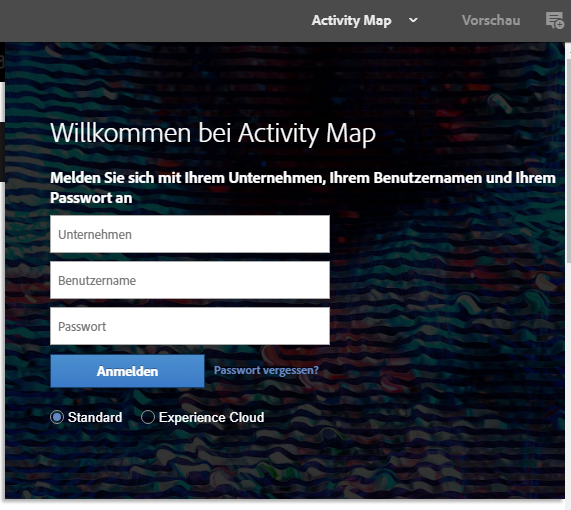 Activity Map
Vorschau
Willkommen bei Activity Map
Melden Sie sich mit Ihrem Unternehmen, Ihrem Benutzernamen und Ihrem
Passwort an
Unternehmen
Benutzername
Passwort
Anmelden
Passwort vergessen?
Standard
Experience Cloud